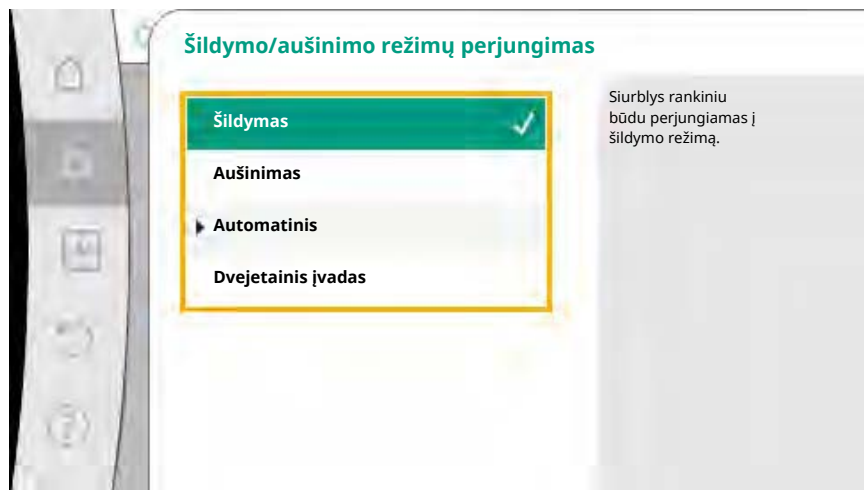 Šildymo/aušinimo režimų perjungimas
Šildymas
Aušinimas
Automatinis
Dvejetainis įvadas
Siurblys rankiniu
būdu perjungiamas į
šildymo režimą.